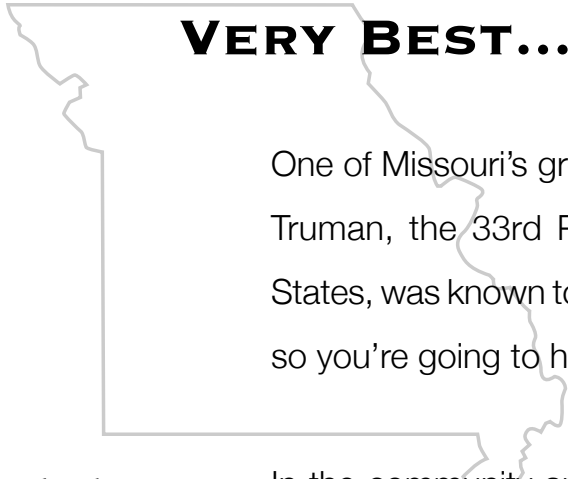 VERY BEST...
One of Missouri's gr
Truman, the 33rd P
States, was known to
so you're going to h